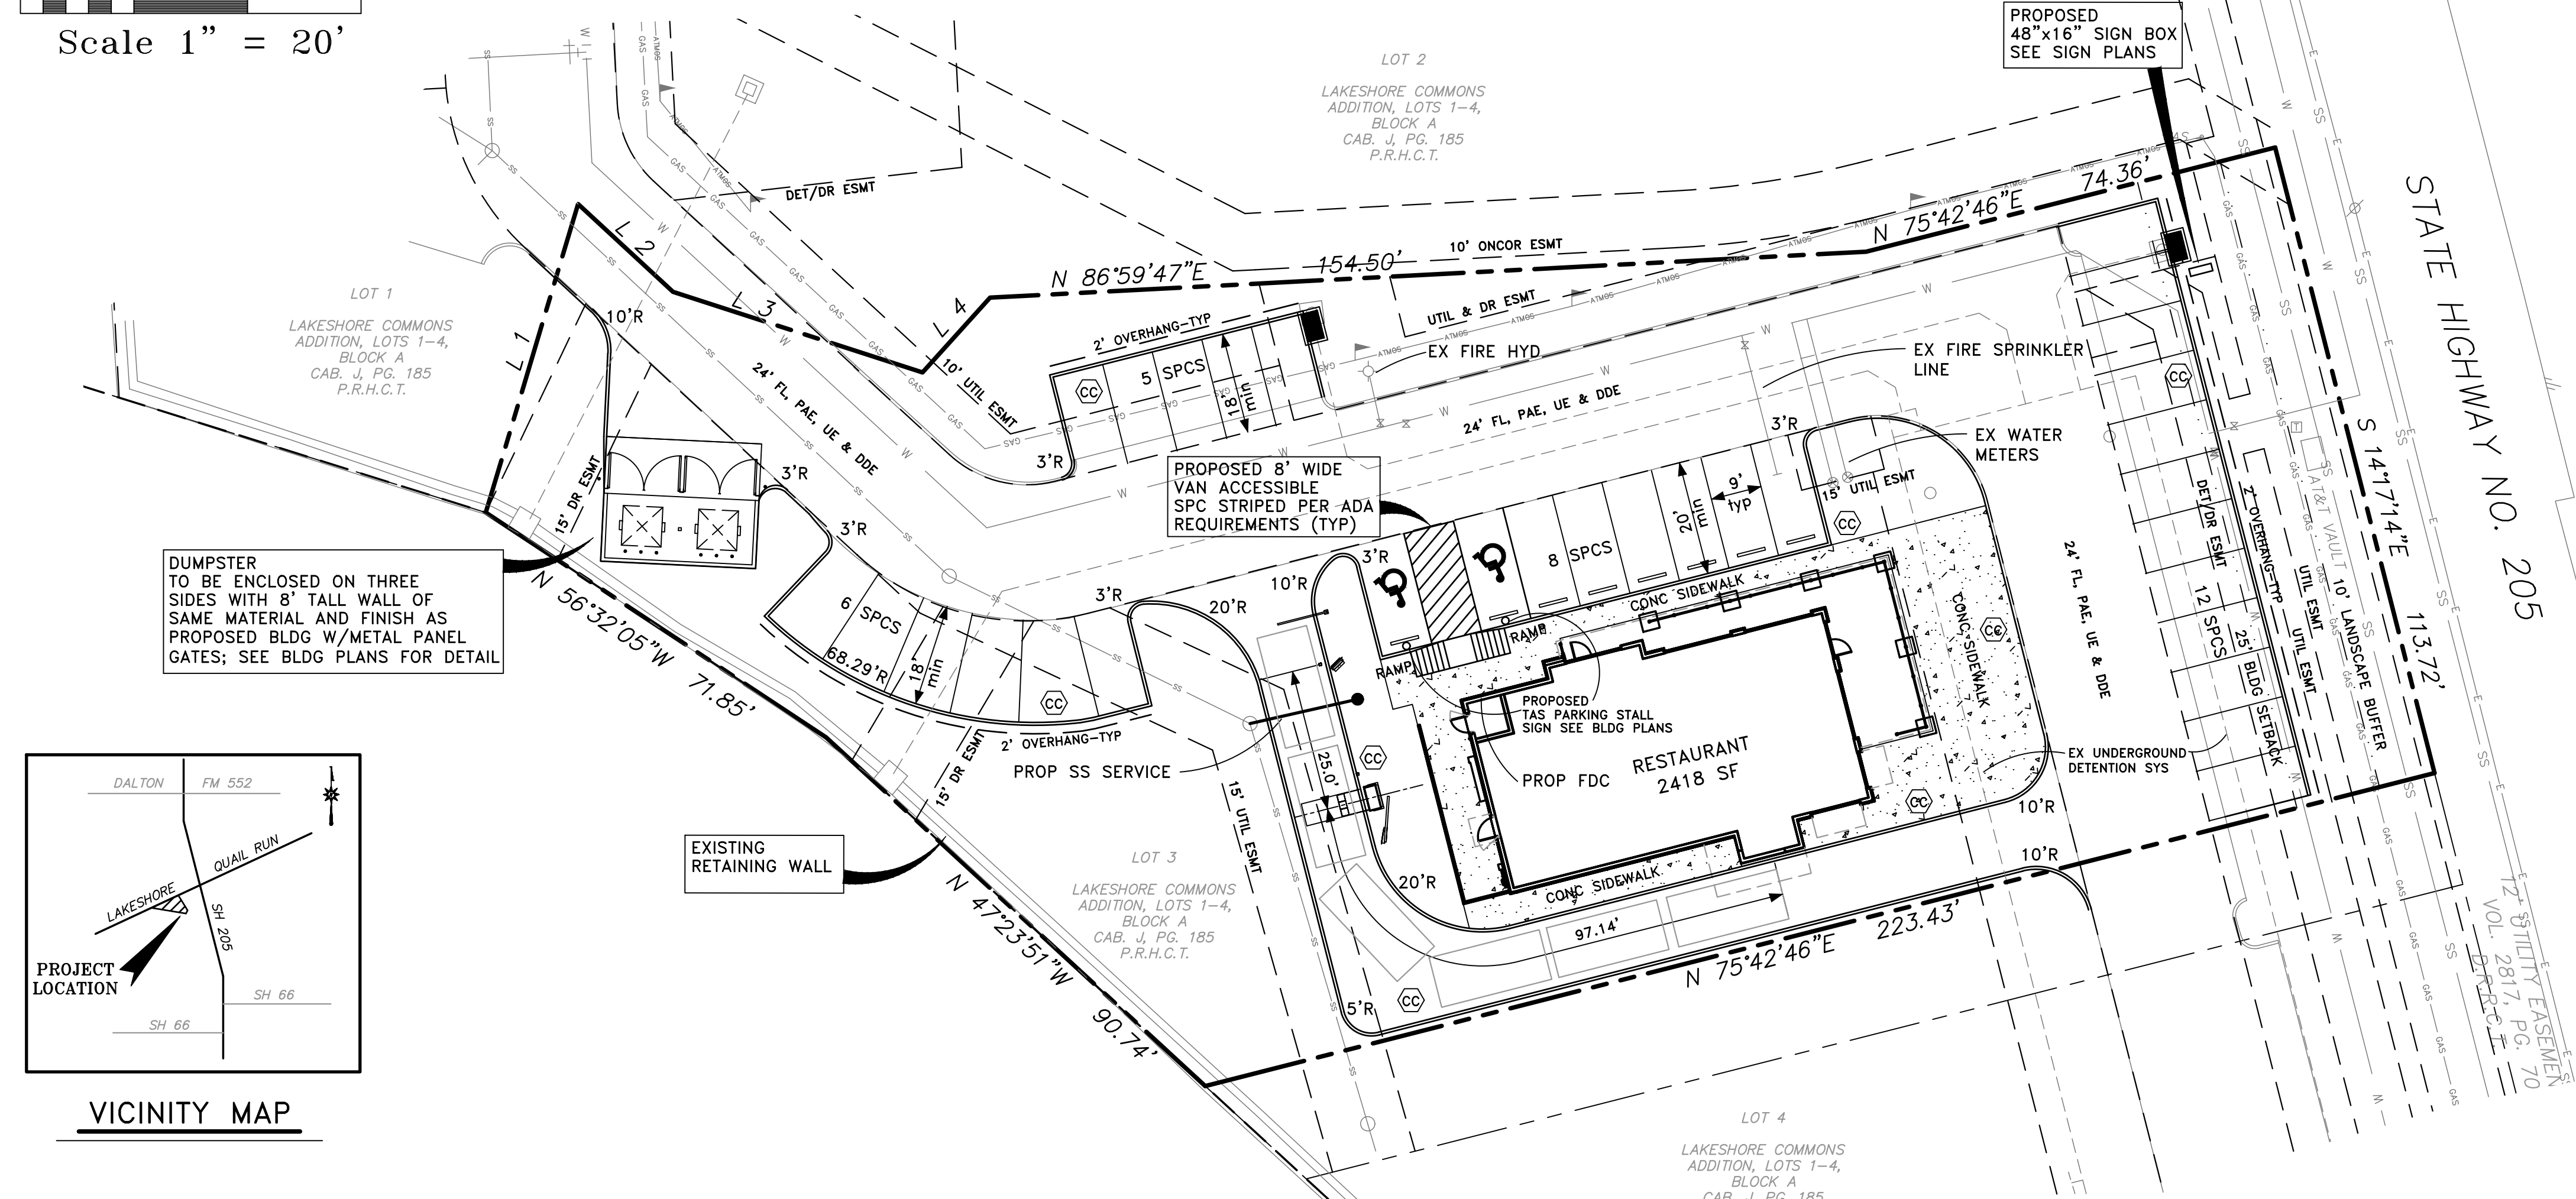 Scale 1" = 20'
PROPOSED
48"x16" SIGN BOX
SEE SIGN PLANS
LOT 2
LAKESHORE COMMONS
ADDITION, LOTS 1-4,
BLOCK A
CAB. J, PG. 185
P.R.H.C.T.
STATE HIGHWAY NO. 205
DET/DR ESMT
L 2
L 3
L 4
L 1
N 86°59'47"E 154.50'
10' ONCOR ESMT
N 75°42'46"E 74.36'
UTIL & DR ESMT
LOT 1
LAKESHORE COMMONS
ADDITION, LOTS 1-4,
BLOCK A
CAB. J, PG. 185
P.R.H.C.T.
10'R
2' OVERHANG-TYP
CC
5 SPCS
18'
min
3'R
10' UTIL ESMT
24' FL, PAE, UE & DDE
EX FIRE HYD
24' FL, PAE, UE & DDE
EX FIRE SPRINKLER
LINE
EX WATER
METERS
3'R
15' UTIL ESMT
CC
CC
15' DR ESMT
3'R
3'R
PROPOSED 8' WIDE
VAN ACCESSIBLE
SPC STRIPED PER ADA
REQUIREMENTS (TYP)
8 SPCS
20'
min
9'
typ
DUMPSTER
TO BE ENCLOSED ON THREE
SIDES WITH 8' TALL WALL OF
SAME MATERIAL AND FINISH AS
PROPOSED BLDG W/METAL PANEL
GATES; SEE BLDG PLANS FOR DETAIL
N 56°32'05"W 71.85'
6 SPCS
68.29'R
18'
min
CC
2' OVERHANG-TYP
15' DR ESMT
3'R
10'R
20'R
3'R
RAMP
RAMP
CONC SIDEWALK
CONC SIDEWALK
CC
PROPOSED
TAS PARKING STALL
SIGN SEE BLDG PLANS
PROP SS SERVICE
PROP FDC
RESTAURANT
2418 SF
25.0'
CC
CC
15' UTIL ESMT
20'R
CONC SIDEWALK
97.14'
5'R
CC
10'R
10'R
EX UNDERGROUND
DETENTION SYS
24' FL, PAE, UE & DDE
DET/DR ESMT
12 SPCS
2' OVERHANG-TYP
25' BLDG SETBACK
UTIL ESMT
UTIL ESMT
10' LANDSCAPE BUFFER
AT&T VAULT
S 14°17'14"E 113.72'
N 75°42'46"E 223.43'
EXISTING
RETAINING WALL
N 47°23'51"W 90.74'
LOT 3
LAKESHORE COMMONS
ADDITION, LOTS 1-4,
BLOCK A
CAB. J, PG. 185
P.R.H.C.T.
LOT 4
LAKESHORE COMMONS
ADDITION, LOTS 1-4,
BLOCK A
CAB. J, PG. 185
VOL. 2817, PG. 70
DALTON FM 552
QUAIL RUN
LAKESHORE
SH 205
PROJECT
LOCATION
SH 66
SH 66
VICINITY MAP